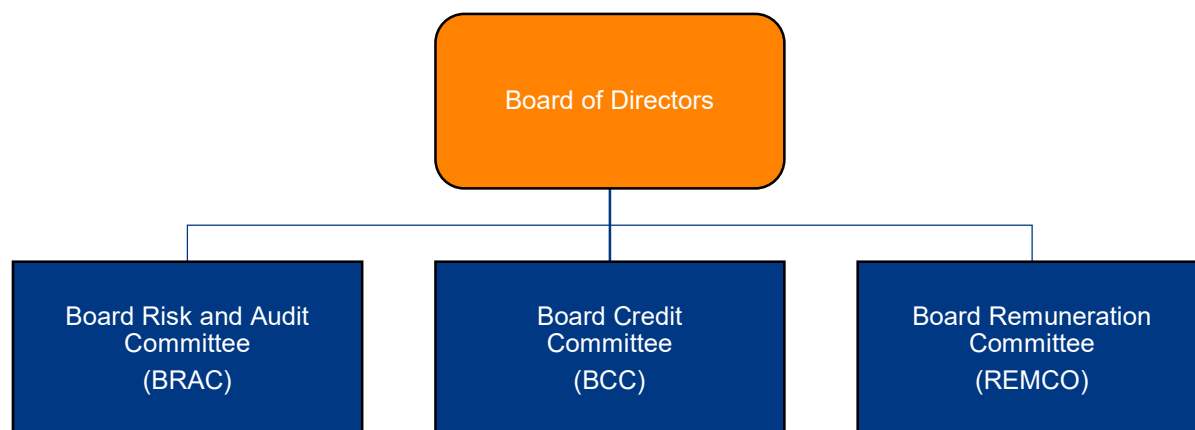 Board of Directors
Board Risk and Audit
Committee
(BRAC)
Board Credit
Committee
(BCC)
Board Remuneration
Committee
(REMCO)